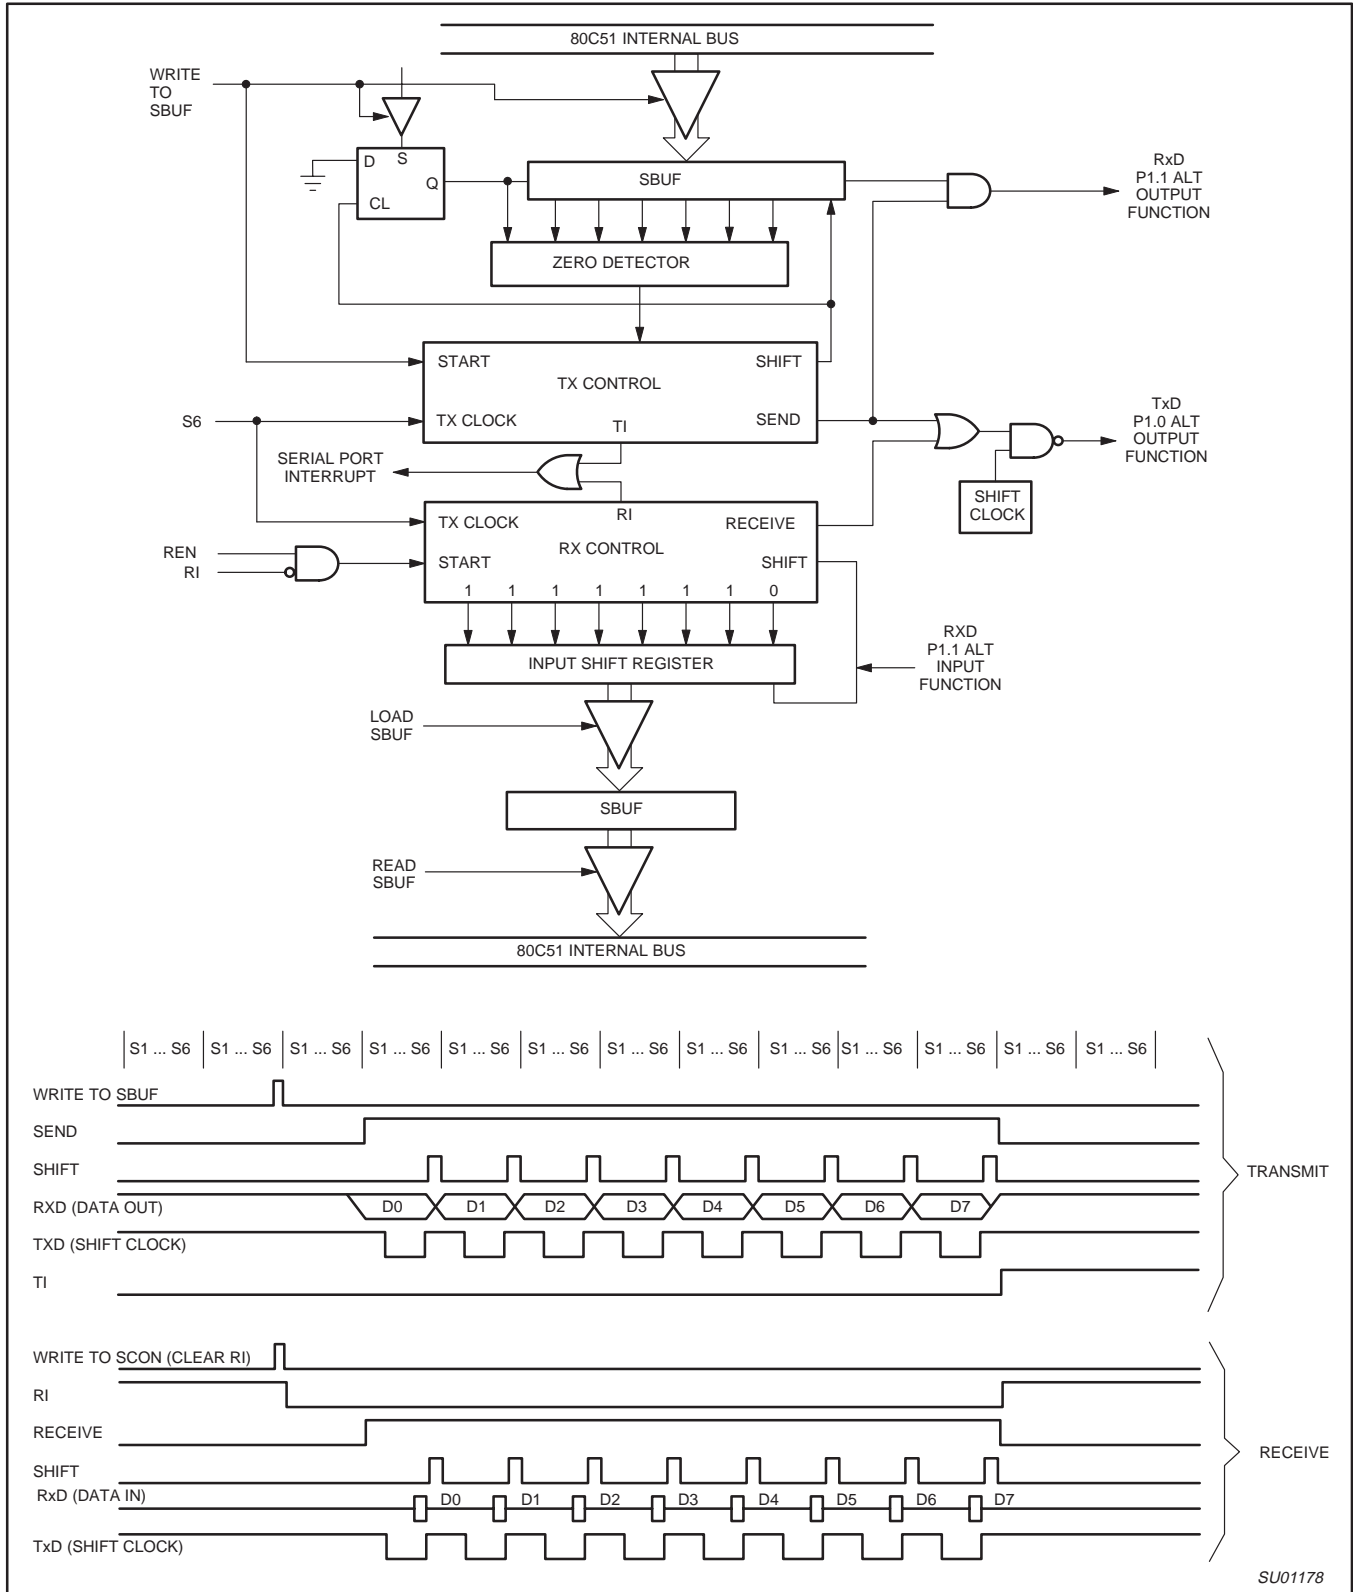 80C51 INTERNAL BUS
WRITE
TO
SBUF
D S
Q
CL
SBUF
RxD
P1.1 ALT
OUTPUT
FUNCTION
ZERO DETECTOR
START
SHIFT
TX CONTROL
S6
TX CLOCK
TI
SEND
TxD
P1.0 ALT
OUTPUT
FUNCTION
SERIAL PORT
INTERRUPT
SHIFT
CLOCK
TX CLOCK
RI
RECEIVE
REN
RI
START
RX CONTROL
SHIFT
1 1 1 1 1 1 1 0
INPUT SHIFT REGISTER
RXD
P1.1 ALT
INPUT
FUNCTION
LOAD
SBUF
SBUF
READ
SBUF
80C51 INTERNAL BUS
S1 ... S6 S1 ... S6 S1 ... S6 S1 ... S6 S1 ... S6 S1 ... S6 S1 ... S6 S1 ... S6 S1 ... S6 S1 ... S6 S1 ... S6 S1 ... S6 S1 ... S6
WRITE TO SBUF
SEND
SHIFT
TRANSMIT
RXD (DATA OUT) D0 D1 D2 D3 D4 D5 D6 D7
TXD (SHIFT CLOCK)
TI
WRITE TO SCON (CLEAR RI)
RI
RECEIVE
RECEIVE
SHIFT
RxD (DATA IN) D0 D1 D2 D3 D4 D5 D6 D7
TxD (SHIFT CLOCK)
SU01178